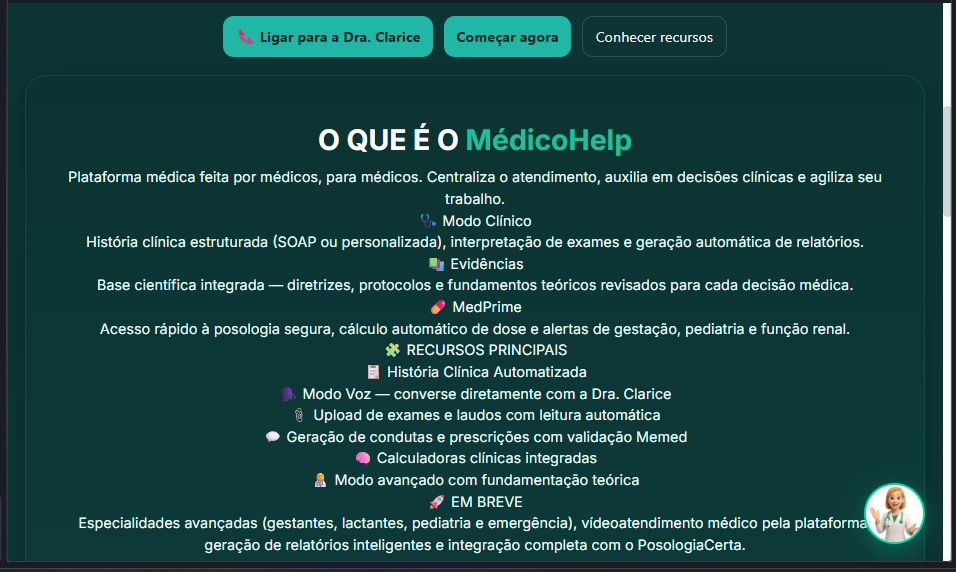 Ligar para a Dra. Clarice
Começar agora
Conhecer recursos
O QUE É O MédicoHelp
Plataforma médica feita por médicos, para médicos. Centraliza o atendimento, auxilia em decisões clínicas e agiliza seu
trabalho.
🩺 Modo Clínico
História clínica estruturada (SOAP ou personalizada), interpretação de exames e geração automática de relatórios.
📚 Evidências
Base científica integrada — diretrizes, protocolos e fundamentos teóricos revisados para cada decisão médica.
💊 MedPrime
Acesso rápido à posologia segura, cálculo automático de dose e alertas de gestação, pediatria e função renal.
🧩 RECURSOS PRINCIPAIS
📋 História Clínica Automatizada
🗣 Modo Voz — converse diretamente com a Dra. Clarice
📎 Upload de exames e laudos com leitura automática
💬 Geração de condutas e prescrições com validação Memed
🧠 Calculadoras clínicas integradas
👩‍⚕️ Modo avançado com fundamentação teórica
🚀 EM BREVE
Especialidades avançadas (gestantes, lactantes, pediatria e emergência), vídeoatendimento médico pela plataforma
geração de relatórios inteligentes e integração completa com o PosologiaCerta.